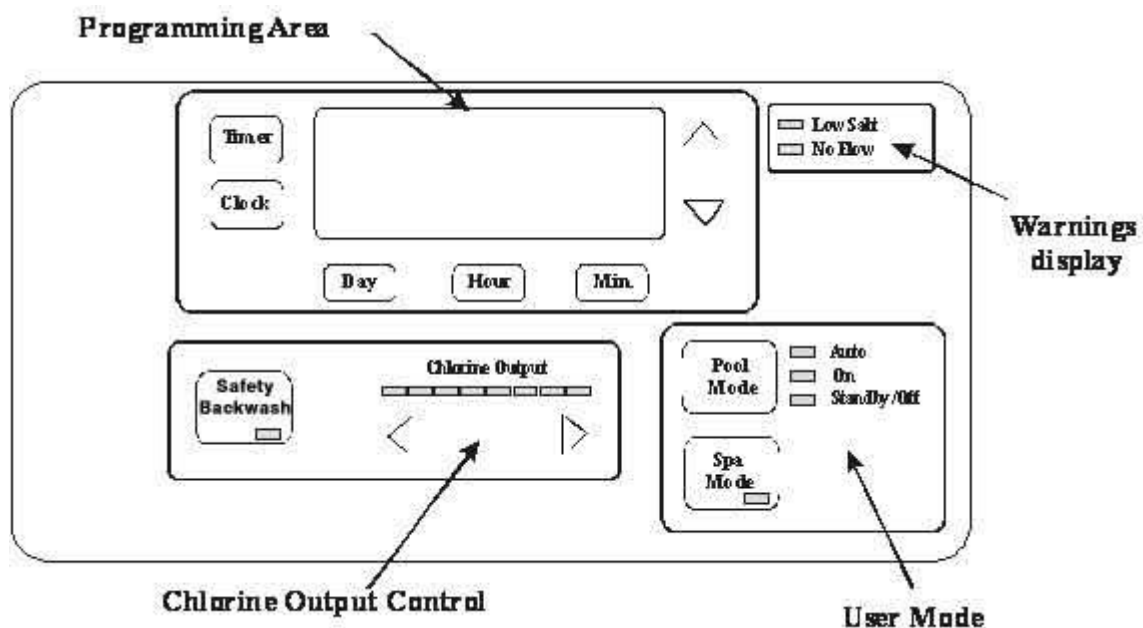 Programming Area
Timer
Clock
Day
Hour
Min.
Low Salt
No Flow
Warnings
display
Safety
Backwash
Chlorine Output
Pool
Mode
Auto
On
Standby/Off
Spa
Mode
Chlorine Output Control
User Mode